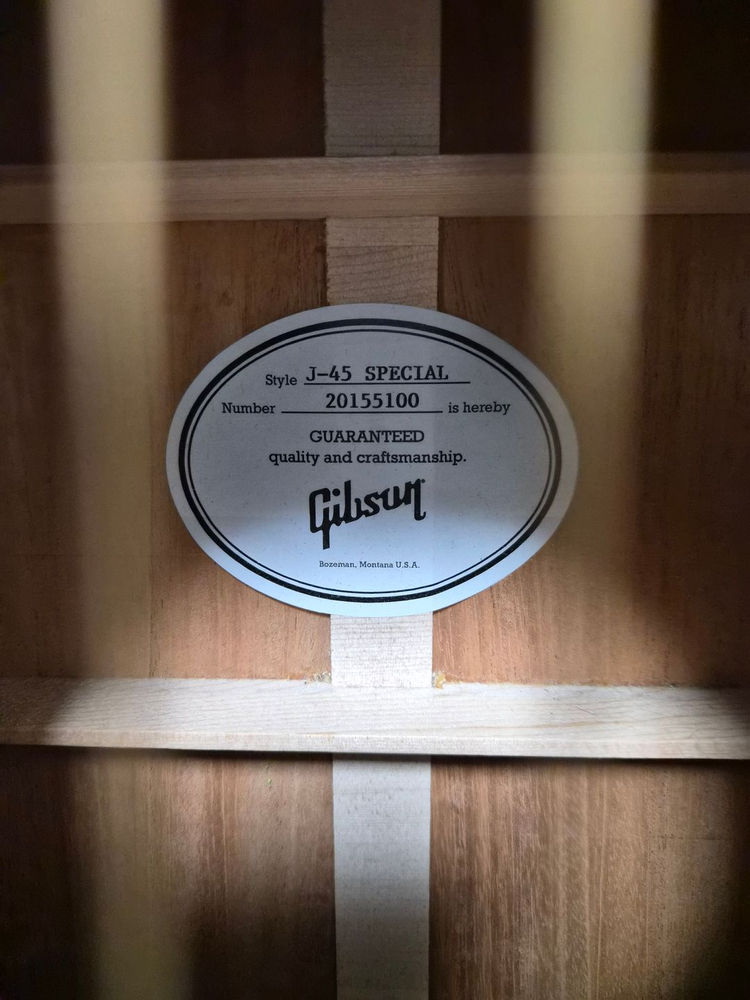 Style J-45 SPECIAL
Number 20155100 is hereby
GUARANTEED
quality and craftsmanship.
Gibson
Bozeman, Montana U.S.A.